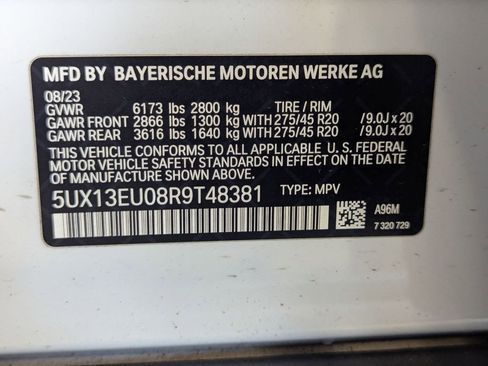 MFD BY BAYERISCHE MOTOREN WERKE AG
08/23
GVWR 6173 lbs 2800 kg TIRE / RIM
GAWR FRONT 2866 lbs 1300 kg WITH 275/45 R20 /9.0J x 20
GAWR REAR 3616 lbs 1640 kg WITH 275/45 R20 /9.0J x 20
THIS VEHICLE CONFORMS TO ALL APPLICABLE U. S. FEDERAL
MOTOR VEHICLE SAFETY STANDARDS IN EFFECT ON THE
DATE OF MANUFACTURE SHOWN ABOVE.
5UX13EU08R9T48381 TYPE: MPV
A96M
7 320 729